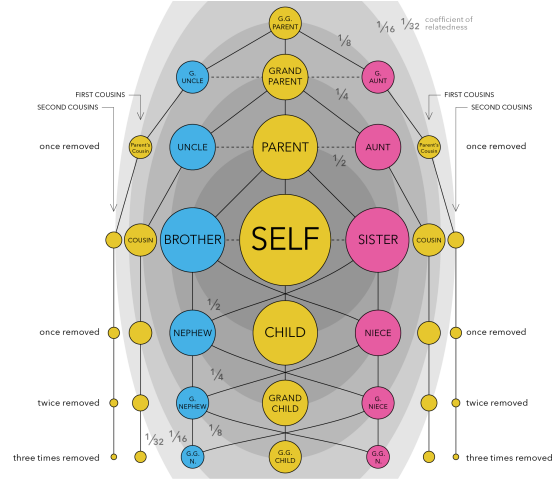 G.G.
PARENT
1/8
1/16 1/32
coefficient of
relatedness
G.
UNCLE
GRAND
PARENT
G.
AUNT
1/4
FIRST COUSINS
SECOND COUSINS
FIRST COUSINS
SECOND COUSINS
once removed
Parent's
Cousin
UNCLE
PARENT
AUNT
Parent's
Cousin
once removed
1/2
COUSIN
BROTHER
SELF
SISTER
COUSIN
1/2
once removed
NEPHEW
CHILD
NIECE
once removed
1/4
twice removed
G.
NEPHEW
GRAND
CHILD
G.
NIECE
twice removed
1/32 1/16 1/8
three times removed
G.G.
N.
G.G.
CHILD
G.G.
N.
three times removed